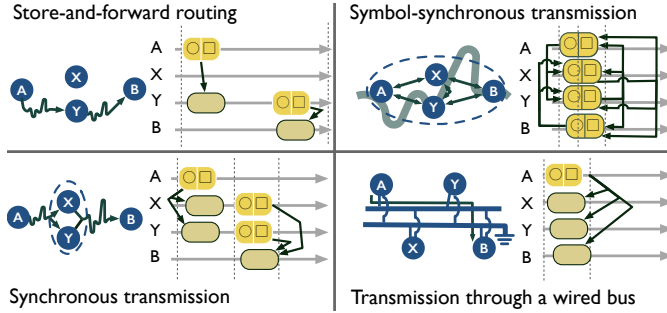 Store-and-forward routing
X
A
Y
B
A
X
Y
B
Symbol-synchronous transmission
A
X
Y
B
A
X
Y
B
X
A
Y
B
A
X
Y
B
Synchronous transmission
A
Y
X
B
A
X
Y
B
Transmission through a wired bus